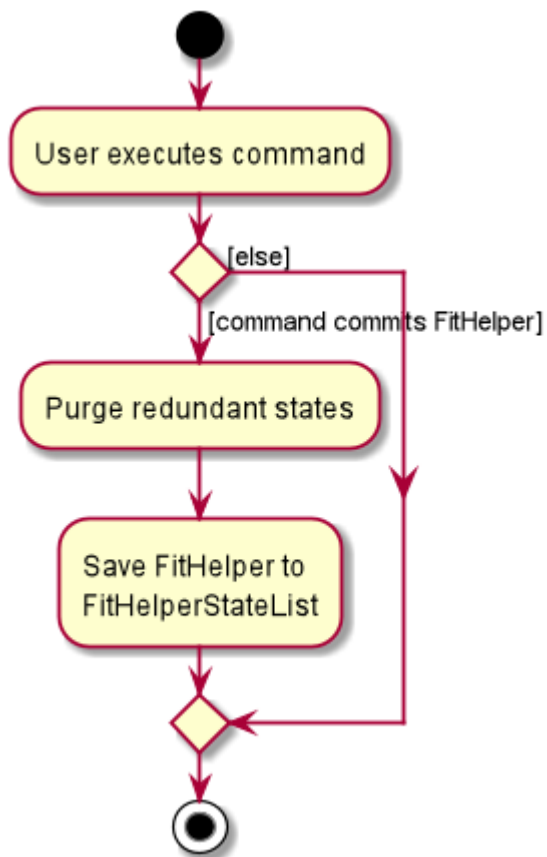 User executes command
[else]
[command commits FitHelper]
Purge redundant states
Save FitHelper to
FitHelperStateList